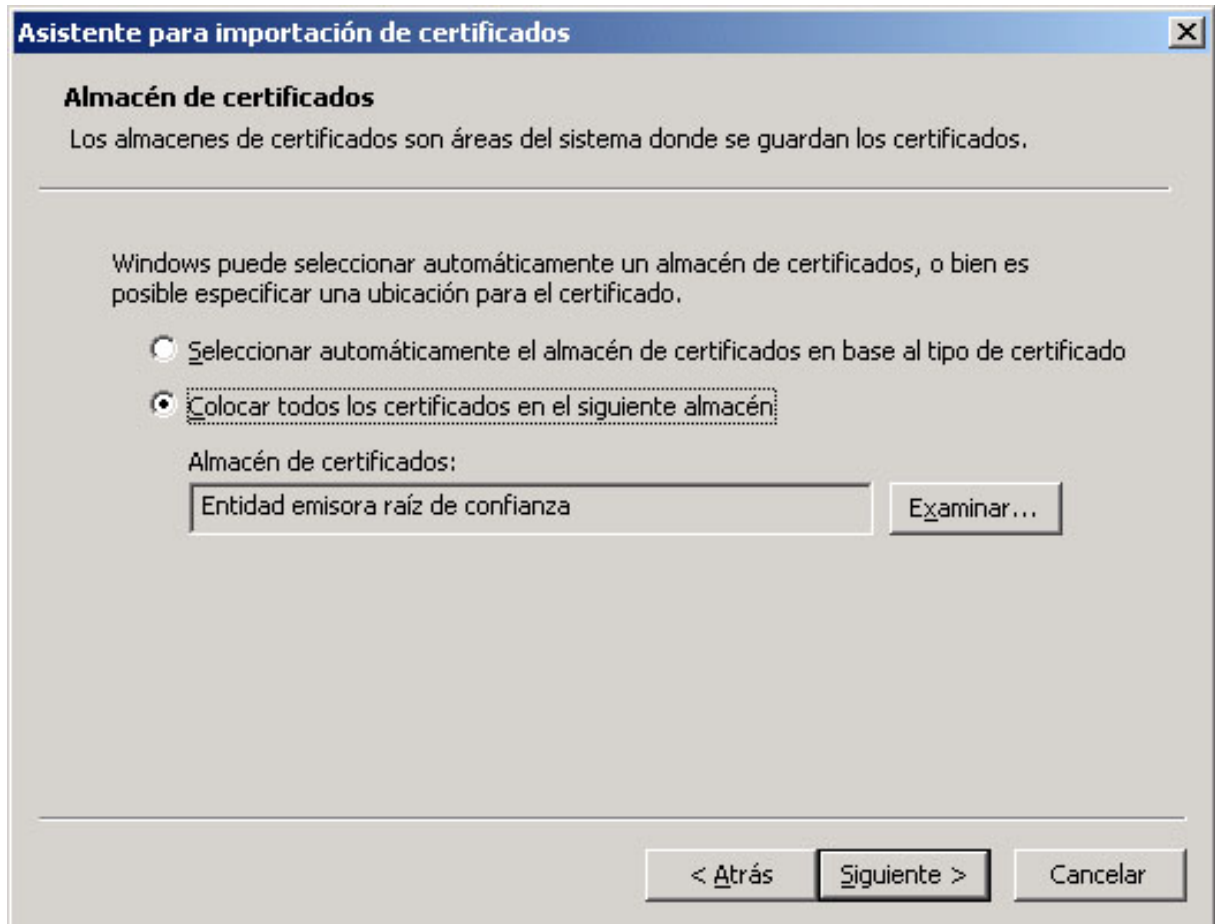 Asistente para importación de certificados
Almacén de certificados
Los almacenes de certificados son áreas del sistema donde se guardan los certificados.
Windows puede seleccionar automáticamente un almacén de certificados, o bien es
posible especificar una ubicación para el certificado.
Seleccionar automáticamente el almacén de certificados en base al tipo de certificado
Colocar todos los certificados en el siguiente almacén
Almacén de certificados:
Entidad emisora raíz de confianza
Examinar...
< Atrás
Siguiente >
Cancelar